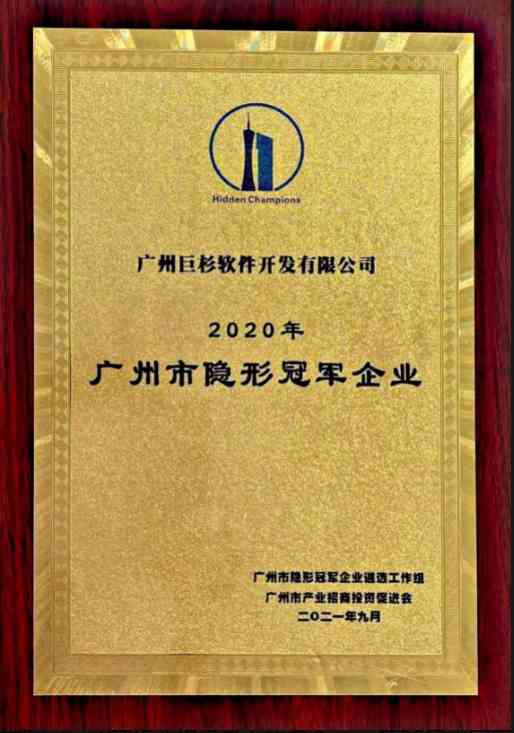 Hidden Champions
广州巨杉软件开发有限公司
2020年
广州市隐形冠军企业
广州市隐形冠军企业遴选工作组
广州市产业招商投资促进会
二〇二一年九月